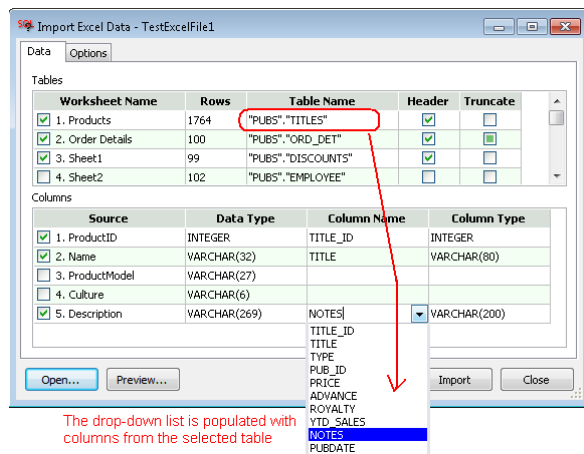 SQL Import Excel Data - TestExcelFile1
Data Options
Tables
Worksheet Name Rows Table Name Header Truncate
1. Products 1764 "PUBS"."TITLES"
2. Order Details 100 "PUBS"."ORD_DET"
3. Sheet1 99 "PUBS"."DISCOUNTS"
4. Sheet2 102 "PUBS"."EMPLOYEE"
Columns
Source Data Type Column Name Column Type
1. ProductID INTEGER TITLE_ID INTEGER
2. Name VARCHAR(32) TITLE VARCHAR(80)
3. ProductModel VARCHAR(27)
4. Culture VARCHAR(6)
5. Description VARCHAR(269) NOTES VARCHAR(200)
TITLE_ID
TITLE
TYPE
PUB_ID
PRICE
ADVANCE
ROYALTY
YTD_SALES
NOTES
PUBDATE
Open... Preview... Import Close
The drop-down list is populated with
columns from the selected table